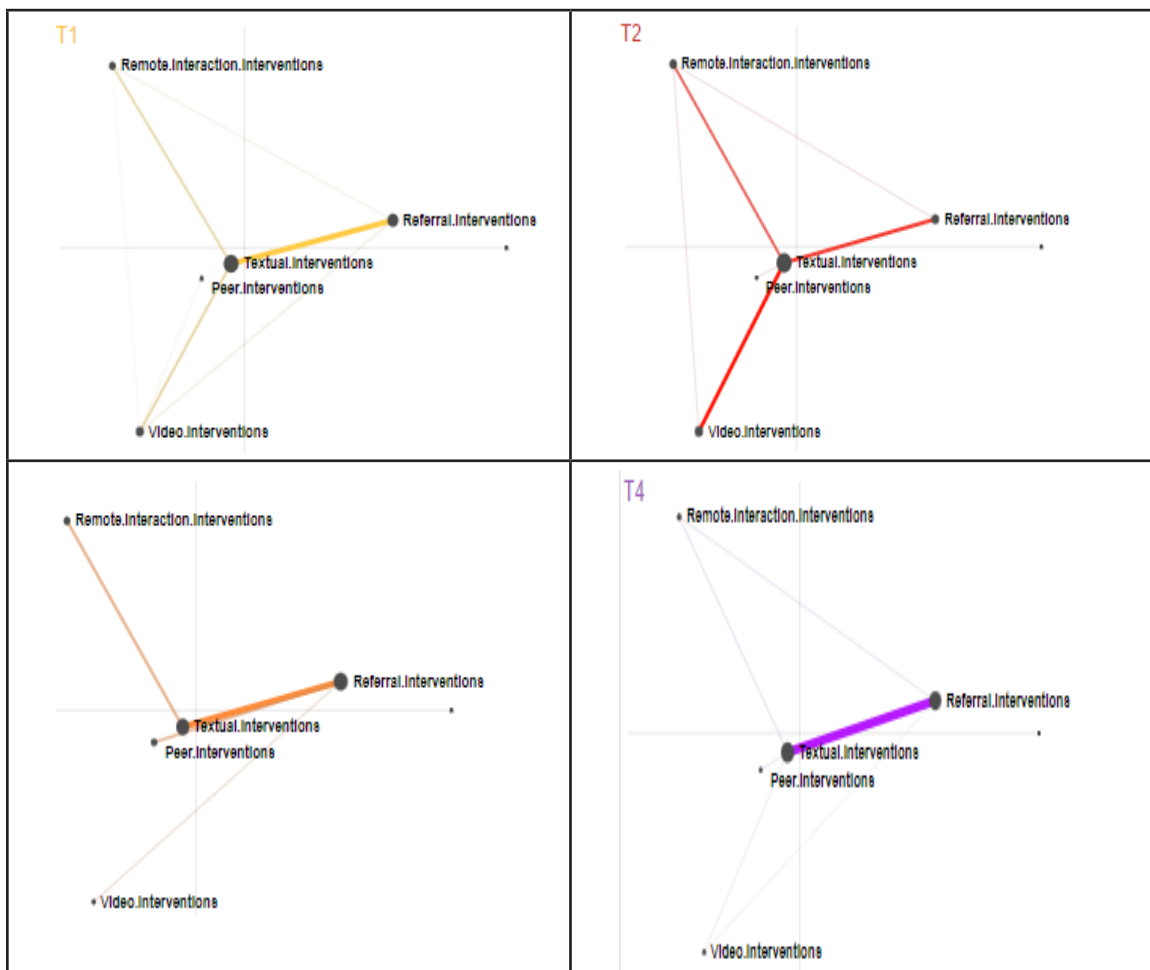 T1
Remote.Interaction.Interventions
Referral.Interventions
Textual.Interventions
Peer.Interventions
Video.Interventions
T2
Remote.Interaction.Interventions
Referral.Interventions
Textual.Interventions
Peer.Interventions
Video.Interventions
Remote.Interaction.Interventions
Referral.Interventions
Textual.Interventions
Peer.Interventions
Video.Interventions
T4
Remote.Interaction.Interventions
Referral.Interventions
Textual.Interventions
Peer.Interventions
Video.Interventions